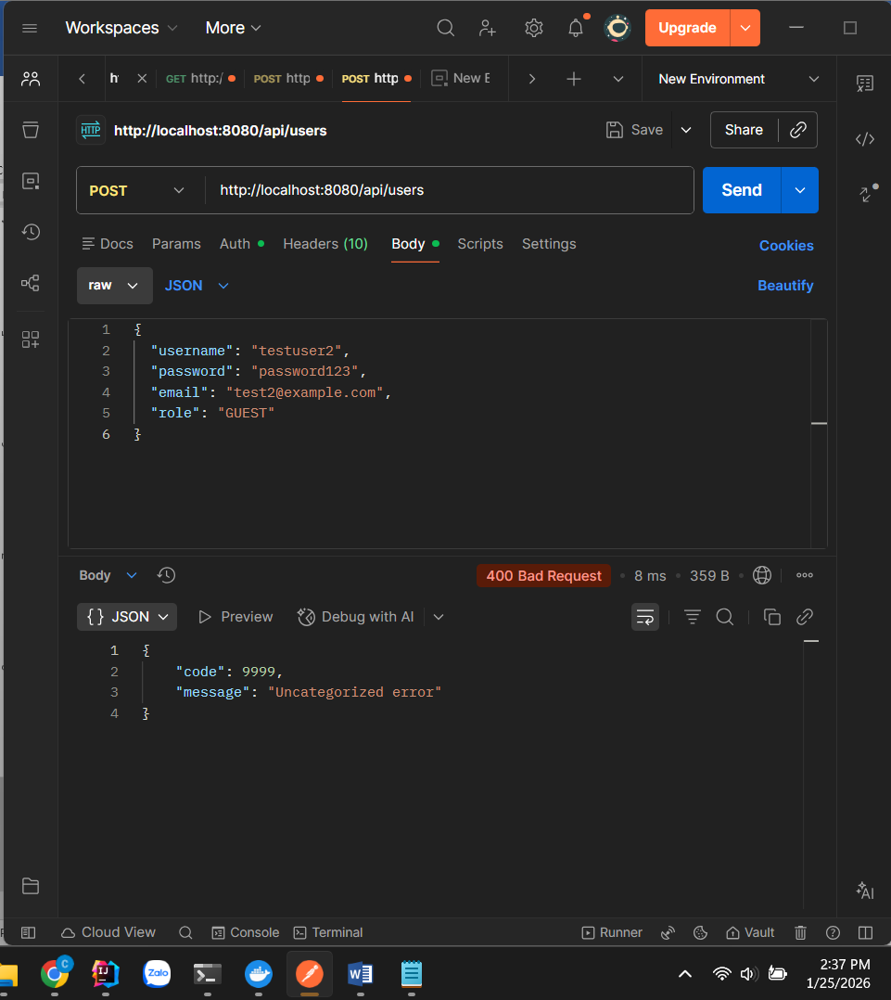 Workspaces More Upgrade
h GET http:/ POST http POST http New E New Environment
HTTP http://localhost:8080/api/users Save Share
POST http://localhost:8080/api/users Send
Docs Params Auth Headers (10) Body Scripts Settings Cookies
raw JSON Beautify
1 {
2 "username": "testuser2",
3 "password": "password123",
4 "email": "test2@example.com",
5 "role": "GUEST"
6 }
Body 400 Bad Request 8 ms 359 B
{} JSON Preview Debug with AI
1 {
2 "code": 9999,
3 "message": "Uncategorized error"
4 }
AI
Cloud View Console Terminal Runner Vault
C IJ Zalo W 2:37 PM
1/25/2026